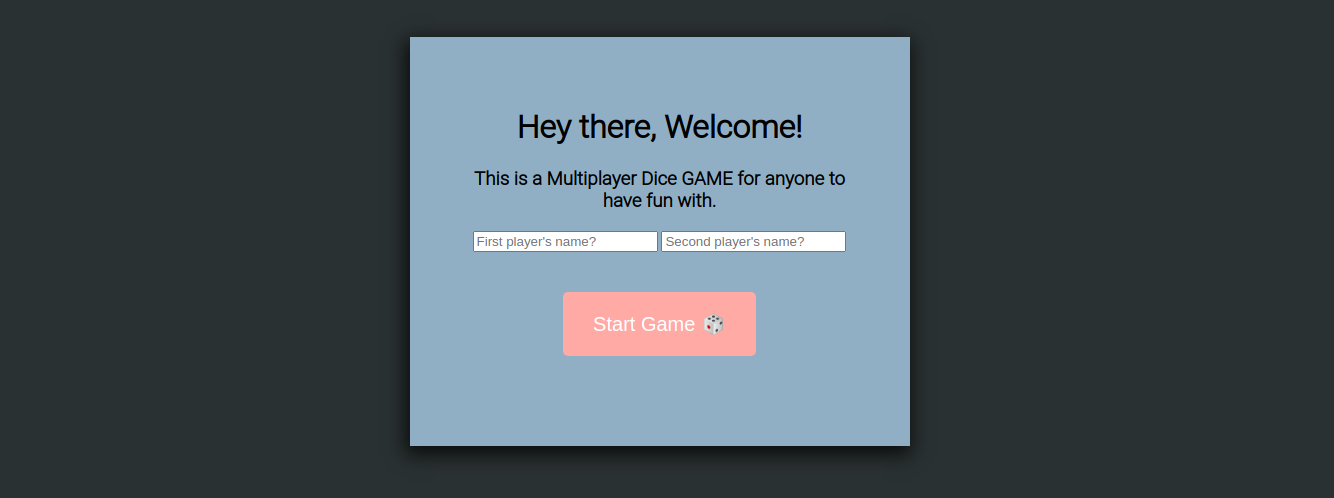 Hey there, Welcome!
This is a Multiplayer Dice GAME for anyone to
have fun with.
First player's name? Second player's name?
Start Game 🎲